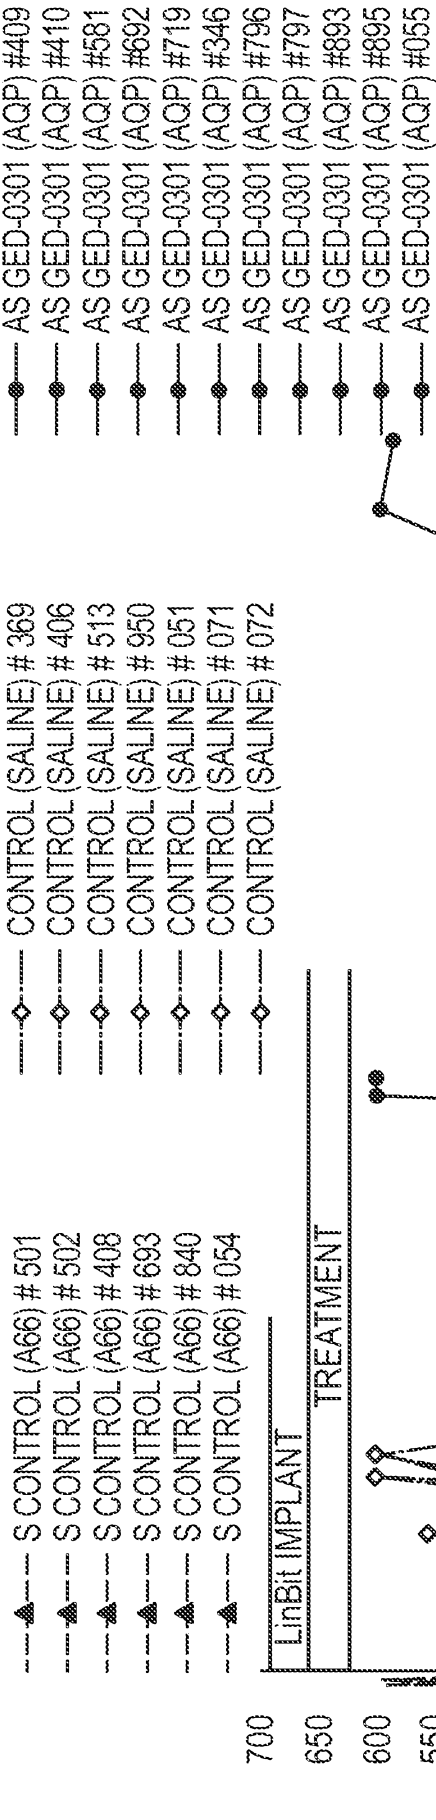 S CONTROL (A66) # 501
S CONTROL (A66) # 502
S CONTROL (A66) # 408
S CONTROL (A66) # 693
S CONTROL (A66) # 840
S CONTROL (A66) # 054
CONTROL (SALINE) # 369
CONTROL (SALINE) # 406
CONTROL (SALINE) # 513
CONTROL (SALINE) # 950
CONTROL (SALINE) # 051
CONTROL (SALINE) # 071
CONTROL (SALINE) # 072
AS GED-0301 (AQP) #409
AS GED-0301 (AQP) #410
AS GED-0301 (AQP) #581
AS GED-0301 (AQP) #692
AS GED-0301 (AQP) #719
AS GED-0301 (AQP) #346
AS GED-0301 (AQP) #796
AS GED-0301 (AQP) #797
AS GED-0301 (AQP) #893
AS GED-0301 (AQP) #895
AS GED-0301 (AQP) #055
LinBit IMPLANT
TREATMENT
700
650
600
550